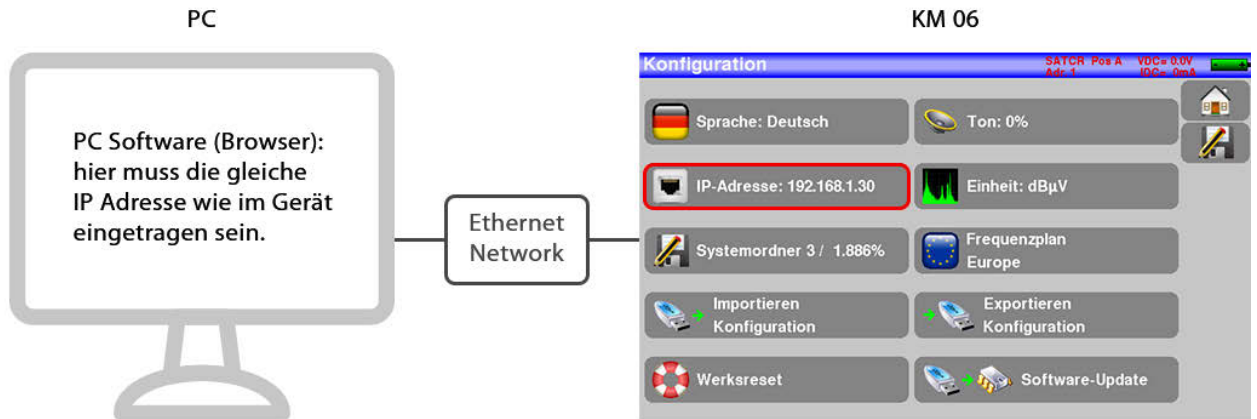 PC
KM 06
PC Software (Browser):
hier muss die gleiche
IP Adresse wie im Gerät
eingetragen sein.
Ethernet
Network
Konfiguration
SATCR Pos A
Adr 1
VDC= 0.0V
IDC= 0mA
Sprache: Deutsch
Ton: 0%
IP-Adresse: 192.168.1.30
Einheit: dBµV
Systemordner 3 / 1.886%
Frequenzplan
Europe
Importieren
Konfiguration
Exportieren
Konfiguration
Werksreset
Software-Update